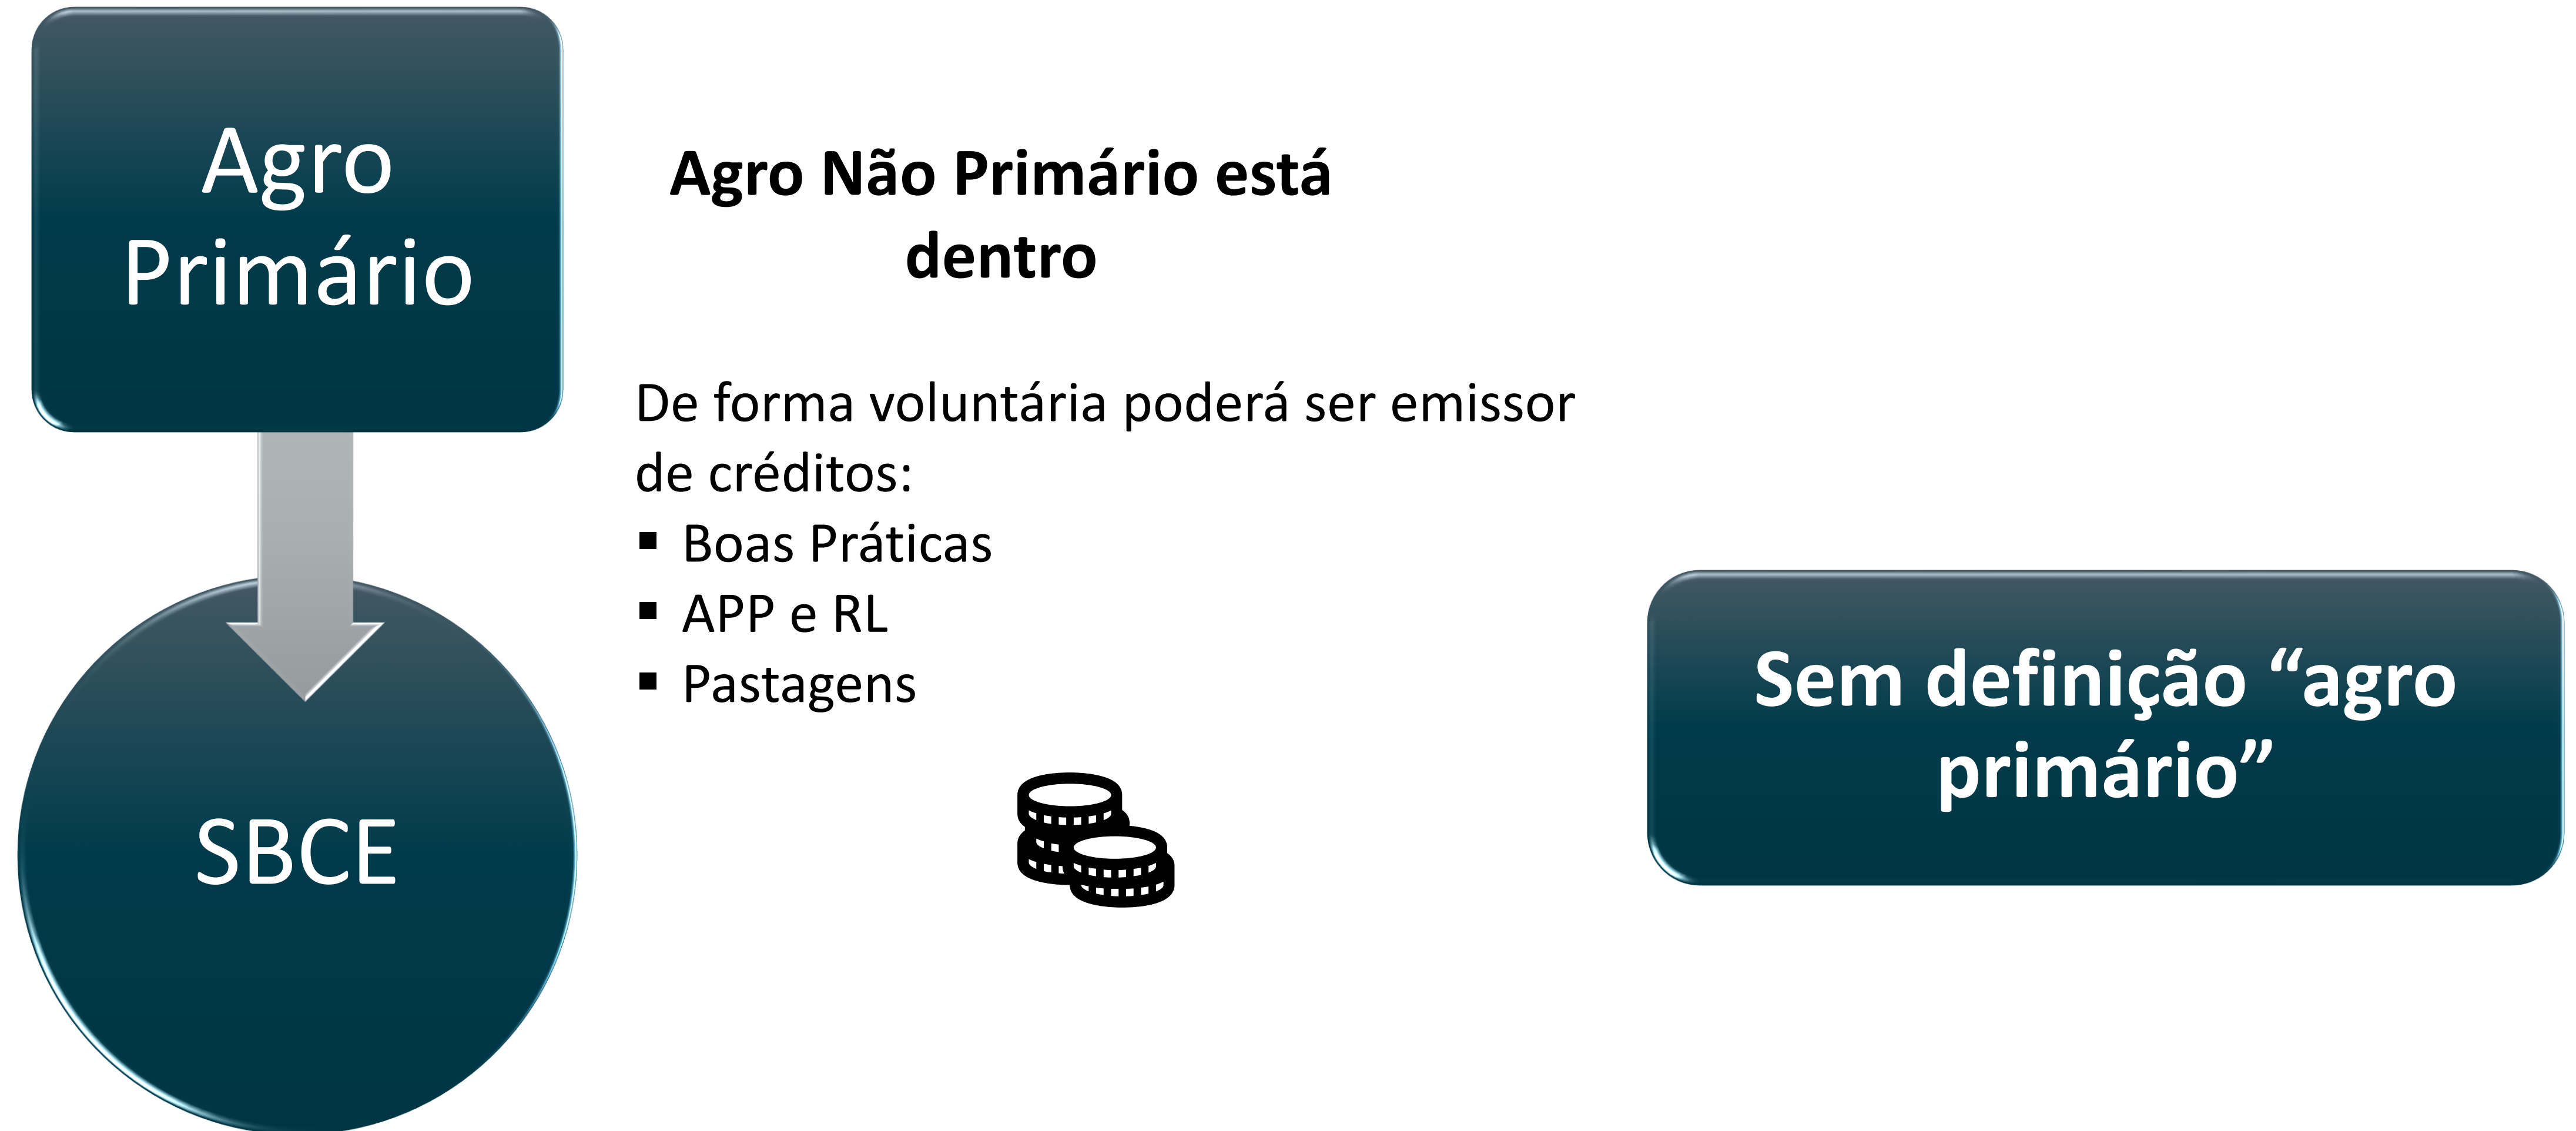 Agro
Primário
SBCE
Agro Não Primário está
dentro
De forma voluntária poderá ser emissor
de créditos:
▪ Boas Práticas
▪ APP e RL
▪ Pastagens
Sem definição “agro
primário”